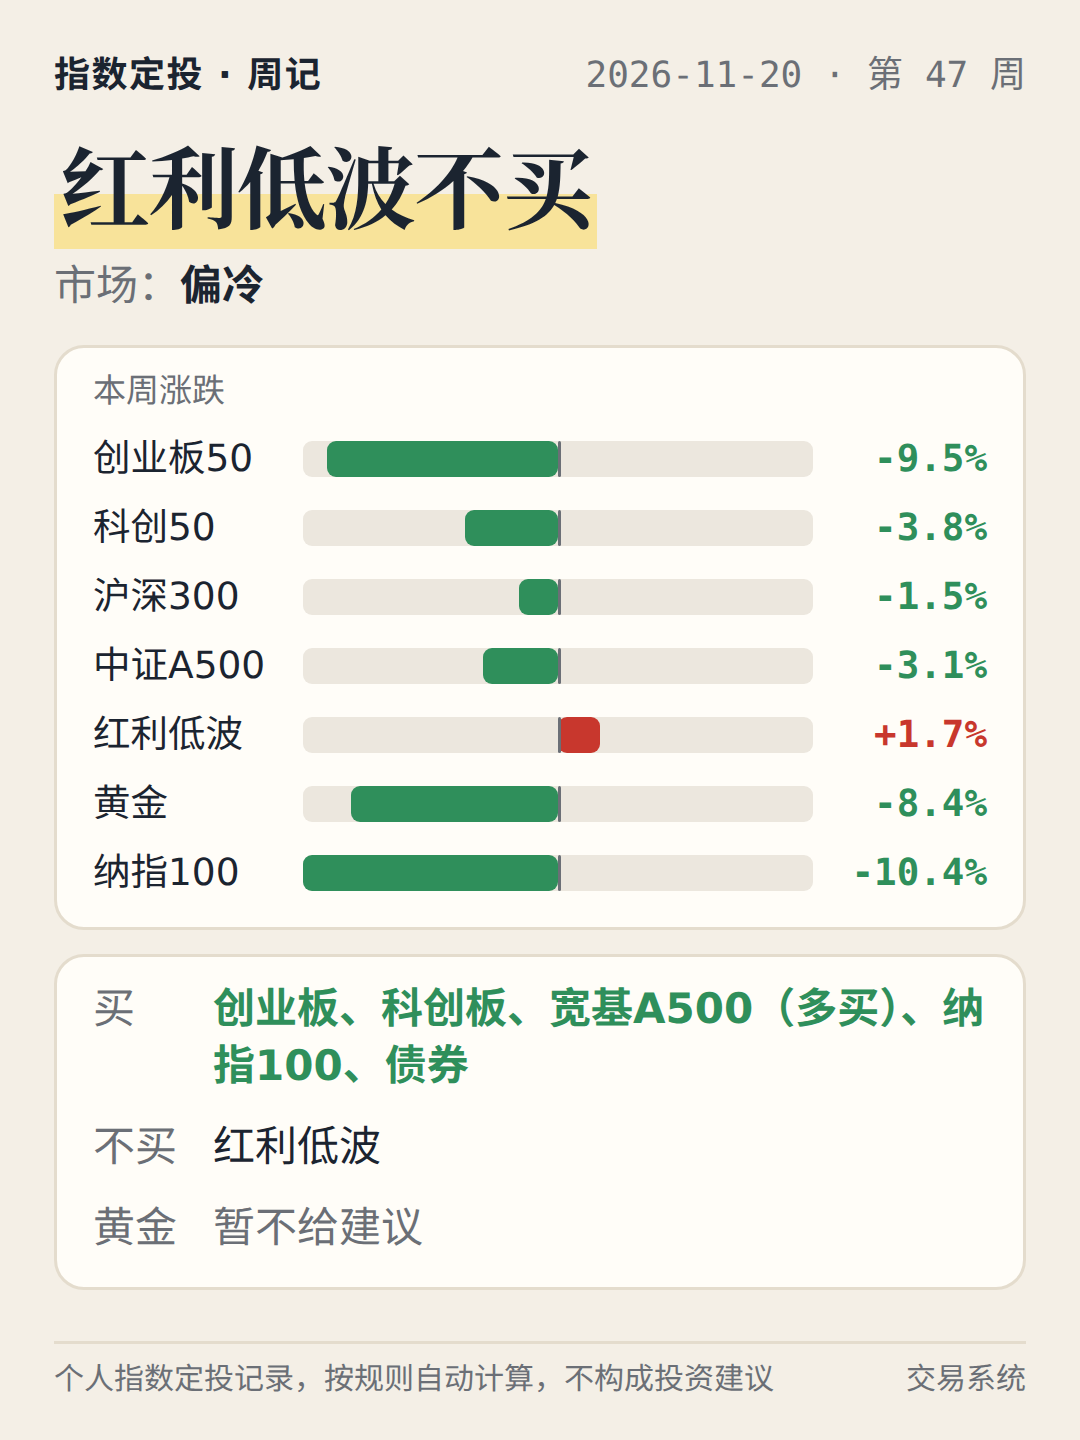 指数定投 · 周记
2026-11-20 · 第 47 周
红利低波不买
市场：偏冷
本周涨跌
创业板50 -9.5%
科创50 -3.8%
沪深300 -1.5%
中证A500 -3.1%
红利低波 +1.7%
黄金 -8.4%
纳指100 -10.4%
买 创业板、科创板、宽基A500（多买）、纳
指100、债券
不买 红利低波
黄金 暂不给建议
个人指数定投记录，按规则自动计算，不构成投资建议
交易系统